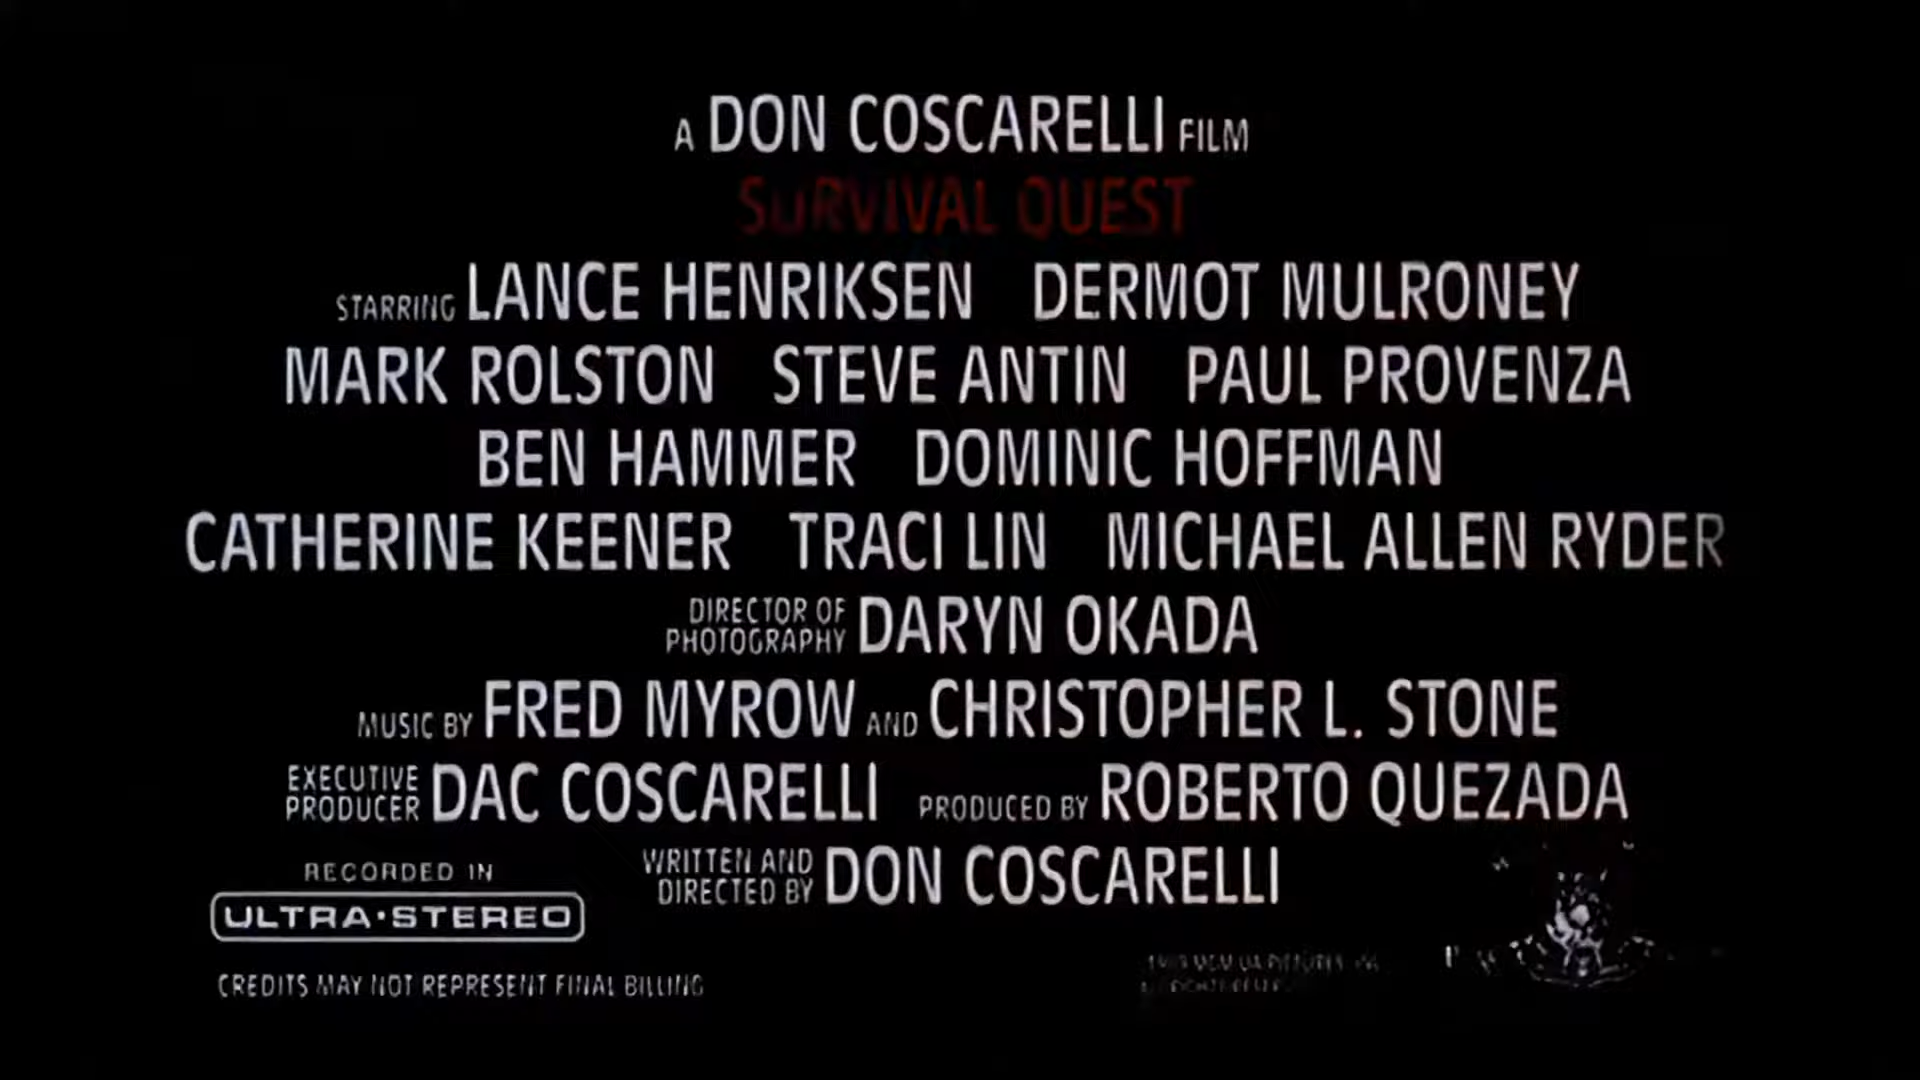 A DON COSCARELLI FILM
SURVIVAL QUEST
STARRING LANCE HENRIKSEN DERMOT MULRONEY
MARK ROLSTON STEVE ANTIN PAUL PROVENZA
BEN HAMMER DOMINIC HOFFMAN
CATHERINE KEENER TRACI LIN MICHAEL ALLEN RYDER
DIRECTOR OF PHOTOGRAPHY DARYN OKADA
MUSIC BY FRED MYROW AND CHRISTOPHER L. STONE
EXECUTIVE PRODUCER DAC COSCARELLI PRODUCED BY ROBERTO QUEZADA
WRITTEN AND DIRECTED BY DON COSCARELLI
RECORDED IN
ULTRA•STEREO
CREDITS MAY NOT REPRESENT FINAL BILLING